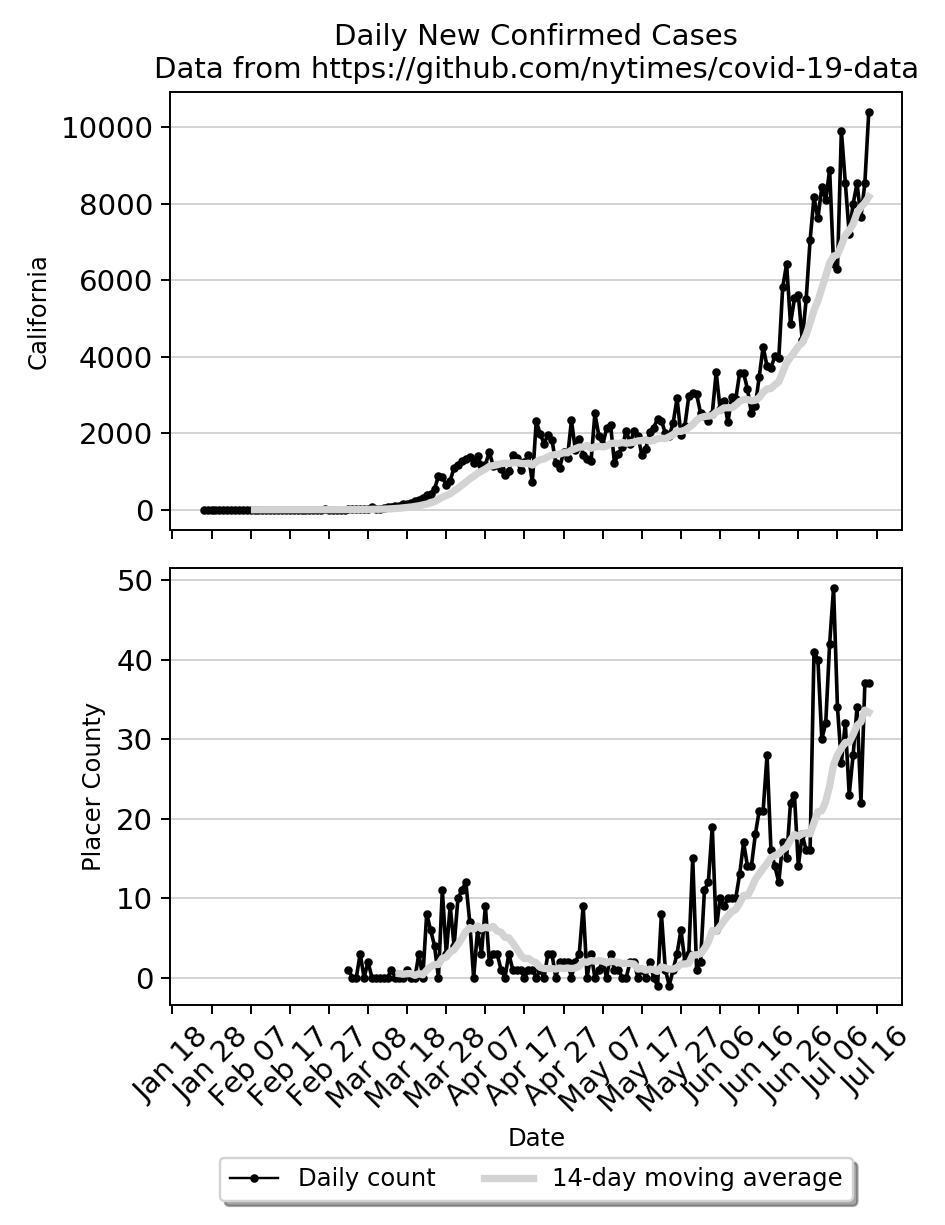 Daily New Confirmed Cases
Data from https://github.com/nytimes/covid-19-data
10000
8000
6000
4000
2000
0
California
50
40
30
20
10
0
Placer County
Jan 18
Jan 28
Feb 07
Feb 17
Feb 27
Mar 08
Mar 18
Mar 28
Apr 07
Apr 17
Apr 27
May 07
May 17
May 27
Jun 06
Jun 16
Jun 26
Jul 06
Jul 16
Date
Daily count
14-day moving average